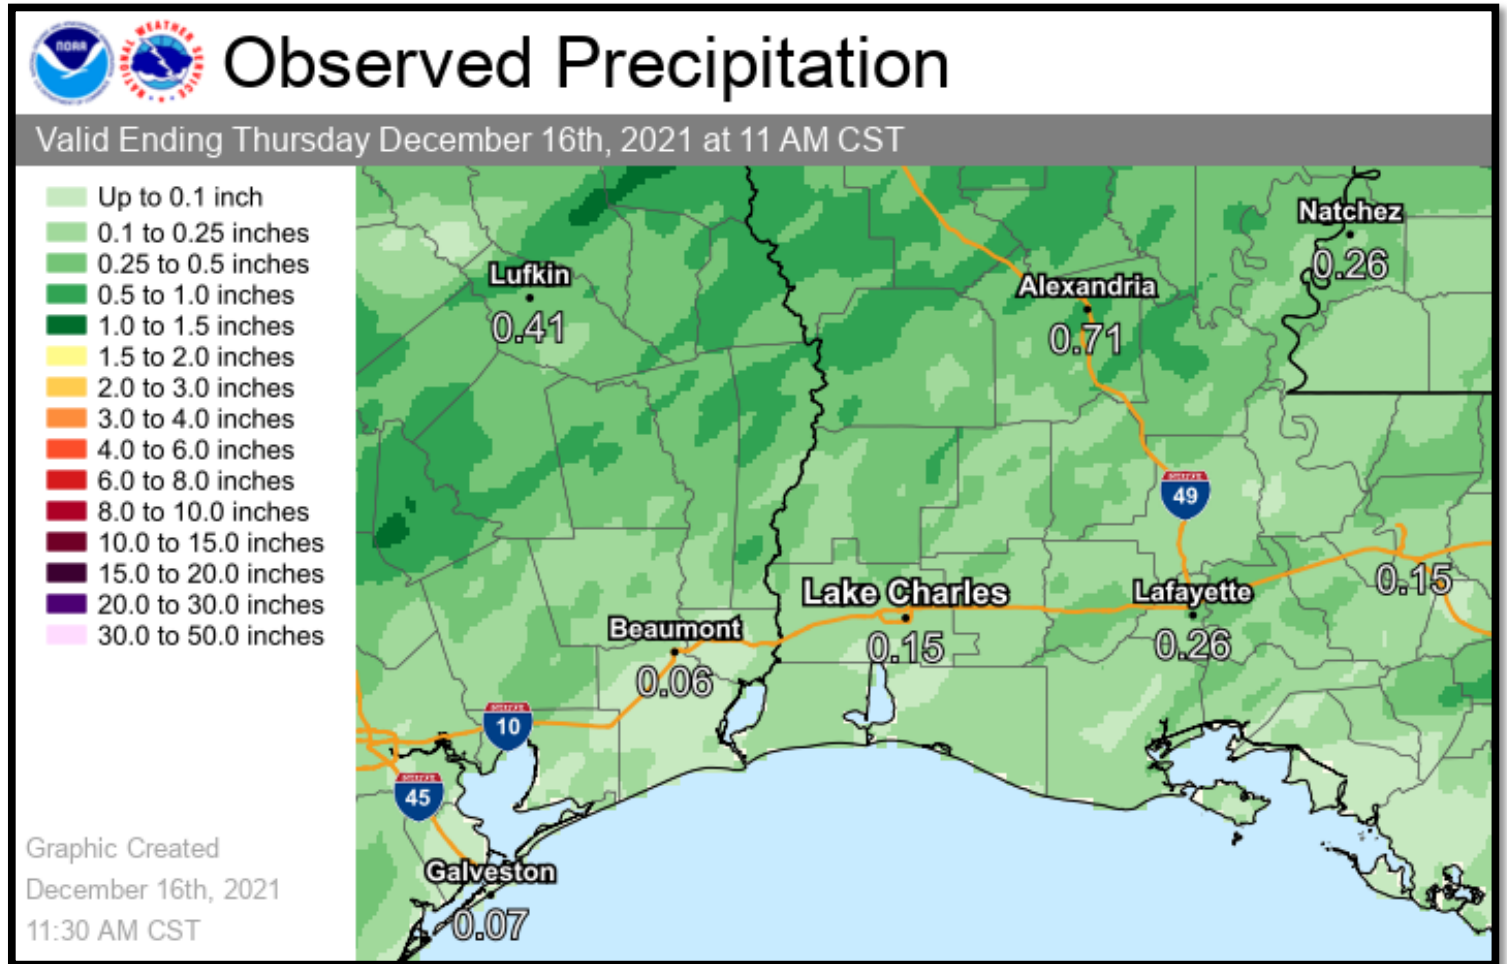 NOAA
NATIONAL WEATHER SERVICE
Observed Precipitation
Valid Ending Thursday December 16th, 2021 at 11 AM CST
Up to 0.1 inch
0.1 to 0.25 inches
0.25 to 0.5 inches
0.5 to 1.0 inches
1.0 to 1.5 inches
1.5 to 2.0 inches
2.0 to 3.0 inches
3.0 to 4.0 inches
4.0 to 6.0 inches
6.0 to 8.0 inches
8.0 to 10.0 inches
10.0 to 15.0 inches
15.0 to 20.0 inches
20.0 to 30.0 inches
30.0 to 50.0 inches
Graphic Created
December 16th, 2021
11:30 AM CST
Natchez
0.26
Lufkin
0.41
Alexandria
0.71
49
Lake Charles
0.15
Lafayette
0.26
0.15
Beaumont
0.06
10
45
Galveston
0.07